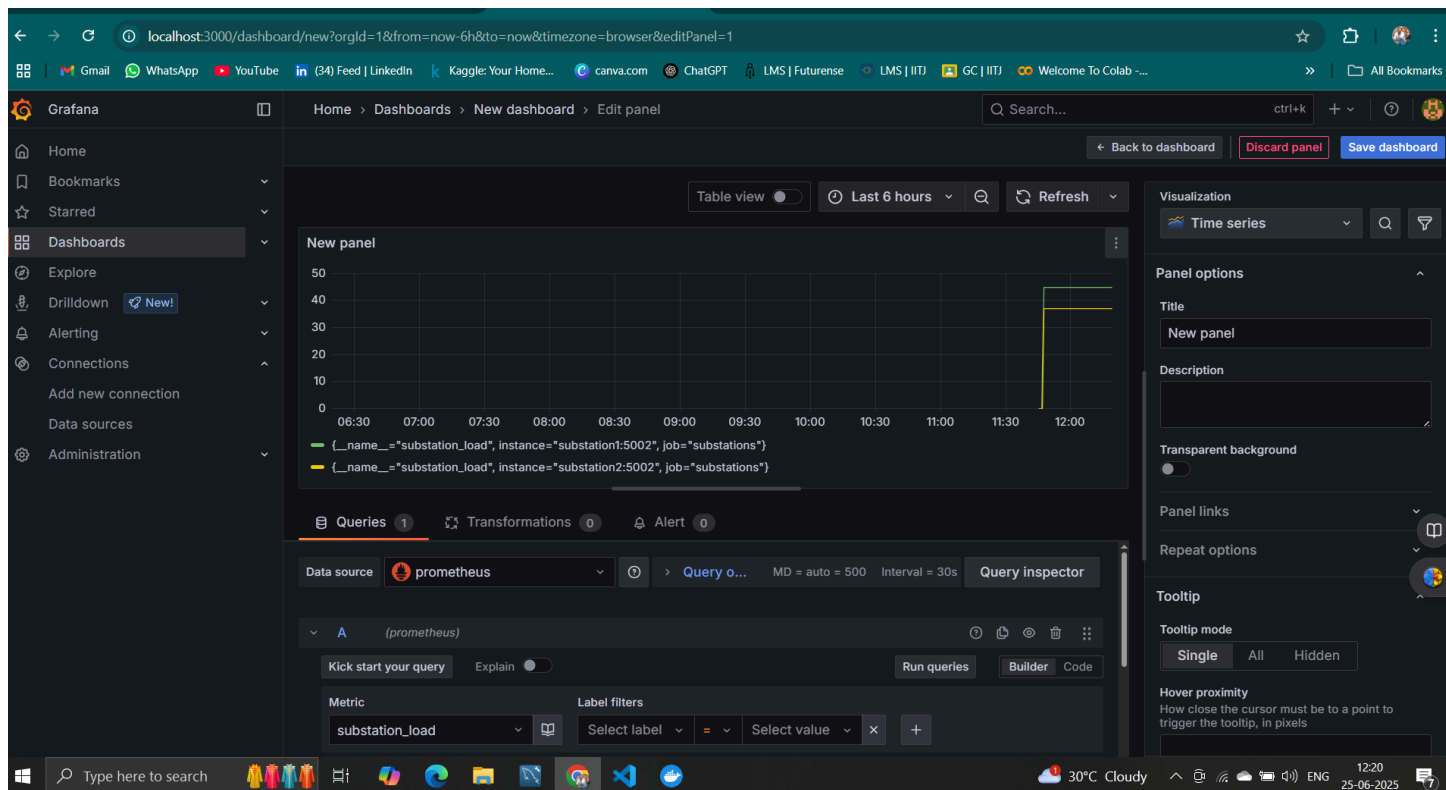 localhost:3000/dashboard/new?orgId=1&from=now-6h&to=now&timezone=browser&editPanel=1
Gmail WhatsApp YouTube (34) Feed | LinkedIn Kaggle: Your Home... canva.com ChatGPT LMS | Futurense LMS | IITJ GC | IITJ Welcome To Colab -... » All Bookmarks
Grafana
Home › Dashboards › New dashboard › Edit panel
Search... ctrl+k
Back to dashboard Discard panel Save dashboard
Home
Bookmarks
Starred
Dashboards
Explore
Drilldown New!
Alerting
Connections
Add new connection
Data sources
Administration
Table view Last 6 hours Refresh
New panel
50
40
30
20
10
0
06:30 07:00 07:30 08:00 08:30 09:00 09:30 10:00 10:30 11:00 11:30 12:00
{__name__="substation_load", instance="substation1:5002", job="substations"}
{__name__="substation_load", instance="substation2:5002", job="substations"}
Queries 1 Transformations 0 Alert 0
Data source prometheus Query o... MD = auto = 500 Interval = 30s Query inspector
A (prometheus)
Kick start your query Explain Run queries Builder Code
Metric Label filters
substation_load Select label = Select value
Visualization
Time series
Panel options
Title
New panel
Description
Transparent background
Panel links
Repeat options
Tooltip
Tooltip mode
Single All Hidden
Hover proximity
How close the cursor must be to a point to
trigger the tooltip, in pixels
Type here to search
1 30°C Cloudy ENG 12:20
25-06-2025 7